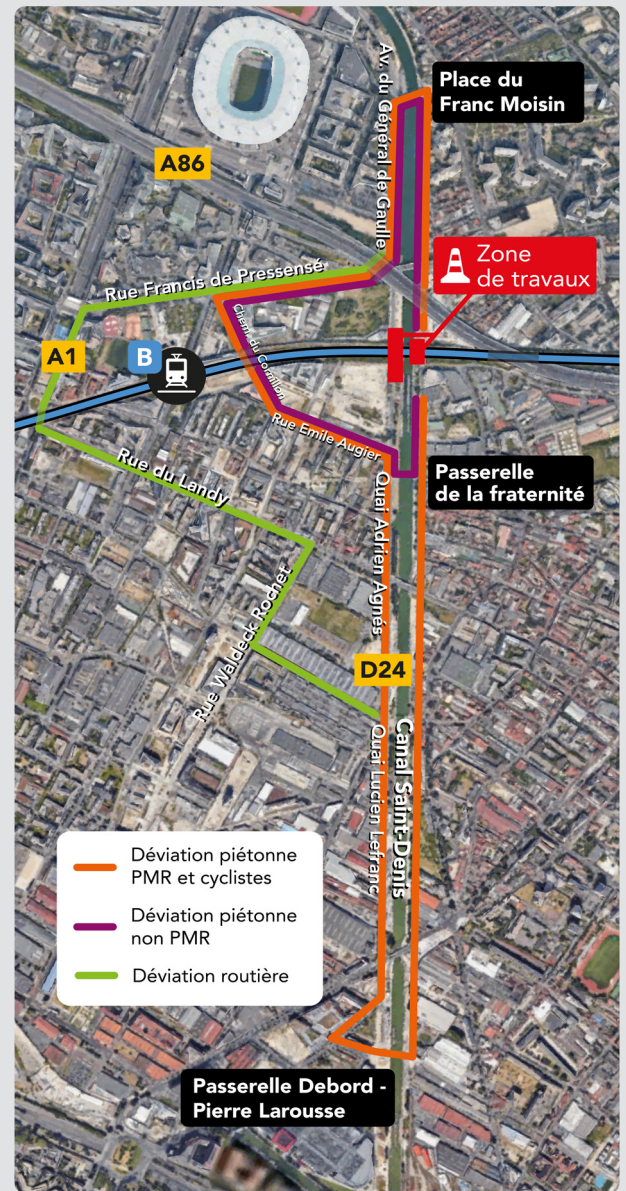 Place du
Franc Moisin
Av. du Général de Gaulle
A86
Zone
de travaux
Rue Francis de Pressensé
A1
B
Chem. du Cornillon
Rue Emile Augier
Passerelle
de la fraternité
Rue du Landy
Quai Adrien Agnés
Rue Waldeck Rochet
D24
Canal Saint-Denis
Quai Lucien Lefranc
Déviation piétonne
PMR et cyclistes
Déviation piétonne
non PMR
Déviation routière
Passerelle Debord -
Pierre Larousse